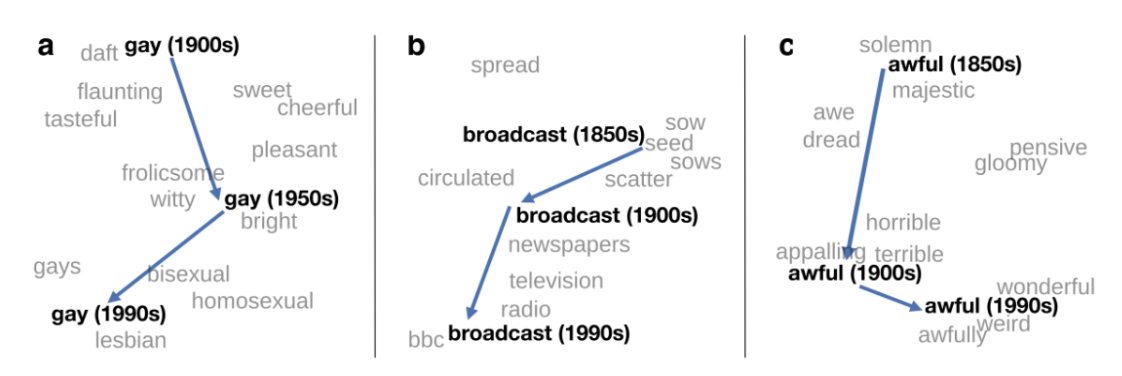 a
daft gay (1900s)
flaunting
sweet
tasteful
cheerful
pleasant
frolicsome
witty
gay (1950s)
bright
gays
bisexual
homosexual
gay (1990s)
lesbian
b
spread
broadcast (1850s)
sow
seed
sows
circulated
scatter
broadcast (1900s)
newspapers
television
radio
bbc broadcast (1990s)
c
solemn
awful (1850s)
majestic
awe
dread
pensive
gloomy
horrible
appalling terrible
awful (1900s)
wonderful
awful (1990s)
weird
awfully